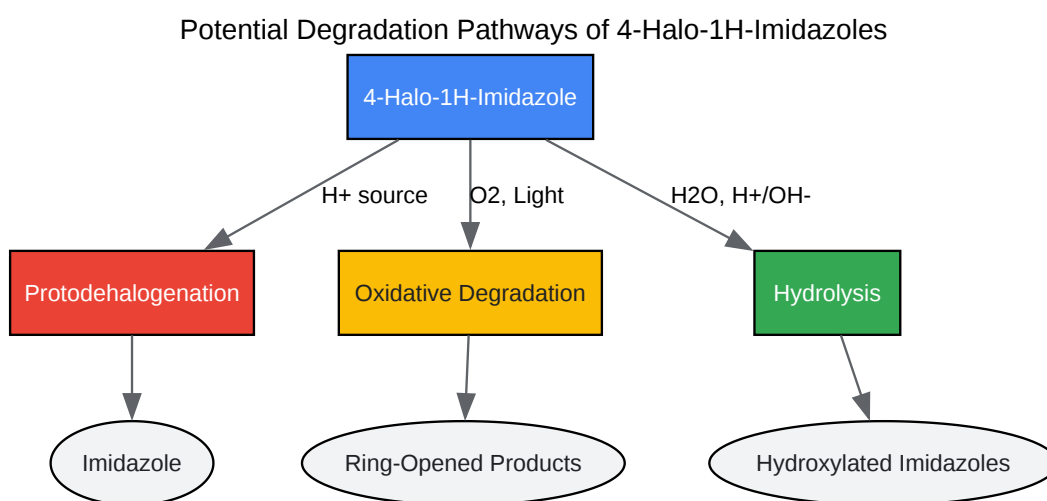 Potential Degradation Pathways of 4-Halo-1H-Imidazoles
4-Halo-1H-Imidazole
H+ source
O2, Light
H2O, H+/OH-
Protodehalogenation
Oxidative Degradation
Hydrolysis
Imidazole
Ring-Opened Products
Hydroxylated Imidazoles